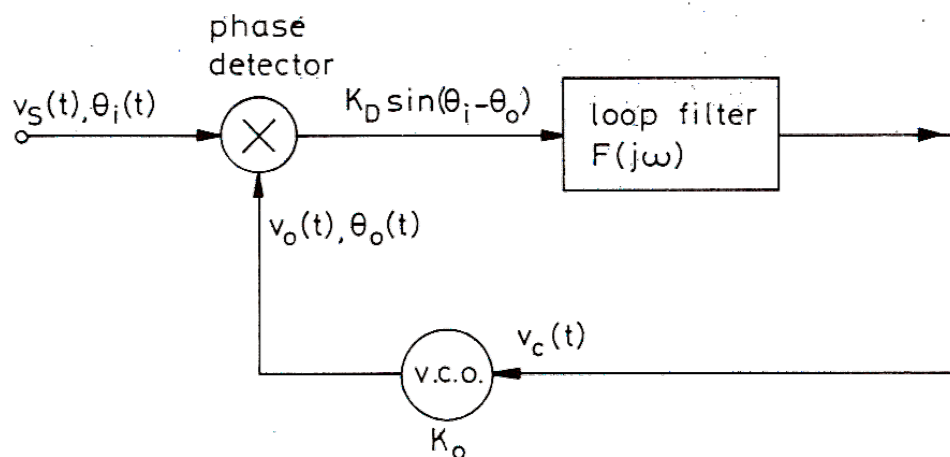 phase
detector
v_S(t), θ_i(t)
K_D sin(θ_i-θ_o)
loop filter
F(jω)
v_o(t), θ_o(t)
v_c(t)
v.c.o.
K_o